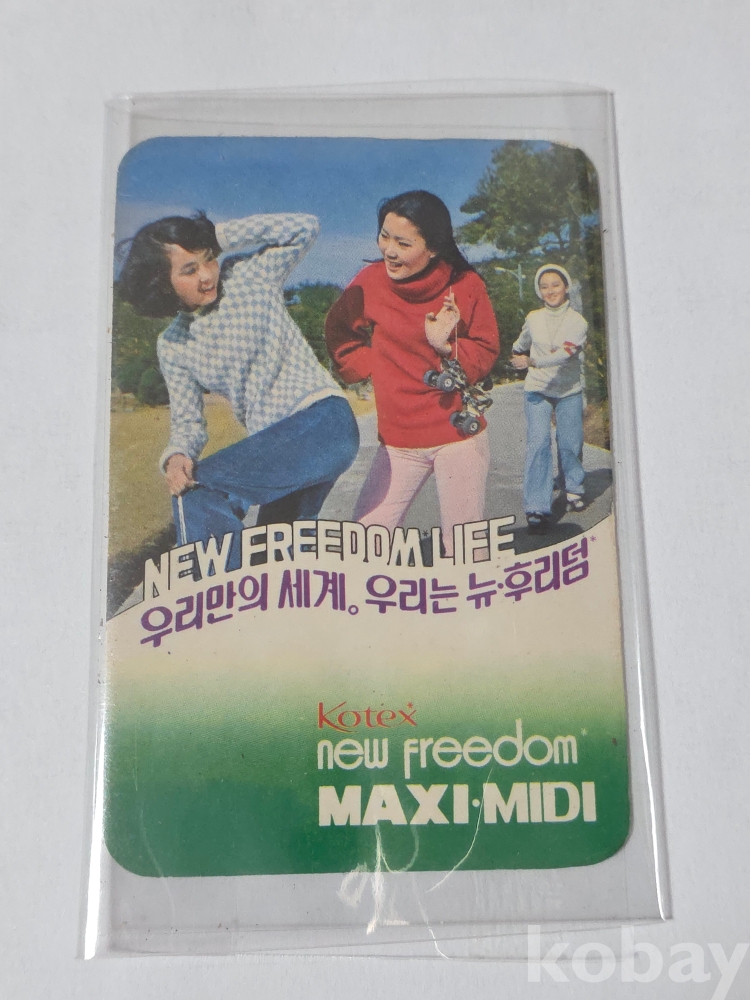 NEW FREEDOM* LIFE
우리만의 세계。우리는 뉴·후리덤*
Kotex
new freedom*
MAXI·MIDI
kobay